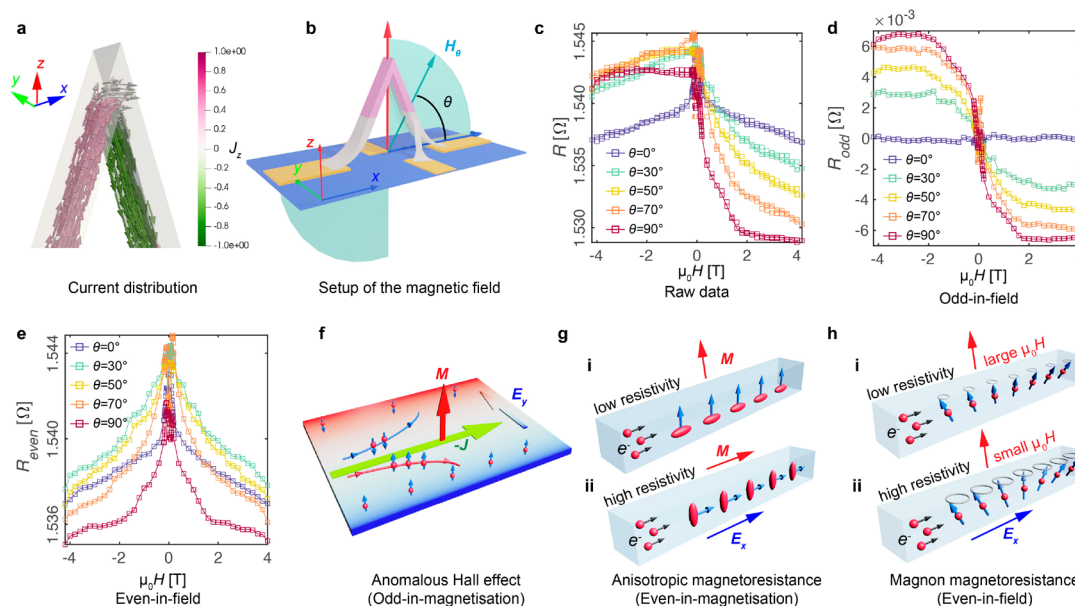 a
z
y
x
1.0e+00
0.8
0.6
0.4
0.2
0
J_z
-0.2
-0.4
-0.6
-0.8
-1.0e+00
Current distribution
b
H_θ
θ
z
y
x
Setup of the magnetic field
c
R [Ω]
1.545
1.540
1.535
1.530
θ=0°
θ=30°
θ=50°
θ=70°
θ=90°
-4 -2 0 2 4
μ₀H [T]
Raw data
d
×10⁻³
R_odd [Ω]
6
4
2
0
-2
-4
-6
θ=0°
θ=30°
θ=50°
θ=70°
θ=90°
-4 -2 0 2 4
μ₀H [T]
Odd-in-field
e
R_even [Ω]
1.544
1.540
1.536
θ=0°
θ=30°
θ=50°
θ=70°
θ=90°
-4 -2 0 2 4
μ₀H [T]
Even-in-field
f
M
E_y
-J
Anomalous Hall effect
(Odd-in-magnetisation)
g
i
M
low resistivity
e⁻
ii
M
high resistivity
e⁻
E_x
Anisotropic magnetoresistance
(Even-in-magnetisation)
h
i
large μ₀H
low resistivity
e⁻
ii
small μ₀H
high resistivity
e⁻
E_x
Magnon magnetoresistance
(Even-in-field)